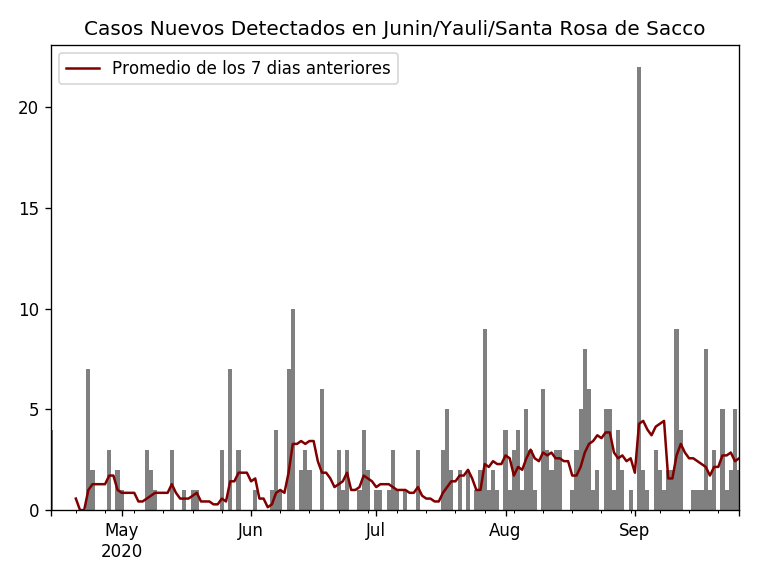 Casos Nuevos Detectados en Junin/Yauli/Santa Rosa de Sacco
Promedio de los 7 dias anteriores
20
15
10
5
0
May
2020
Jun
Jul
Aug
Sep